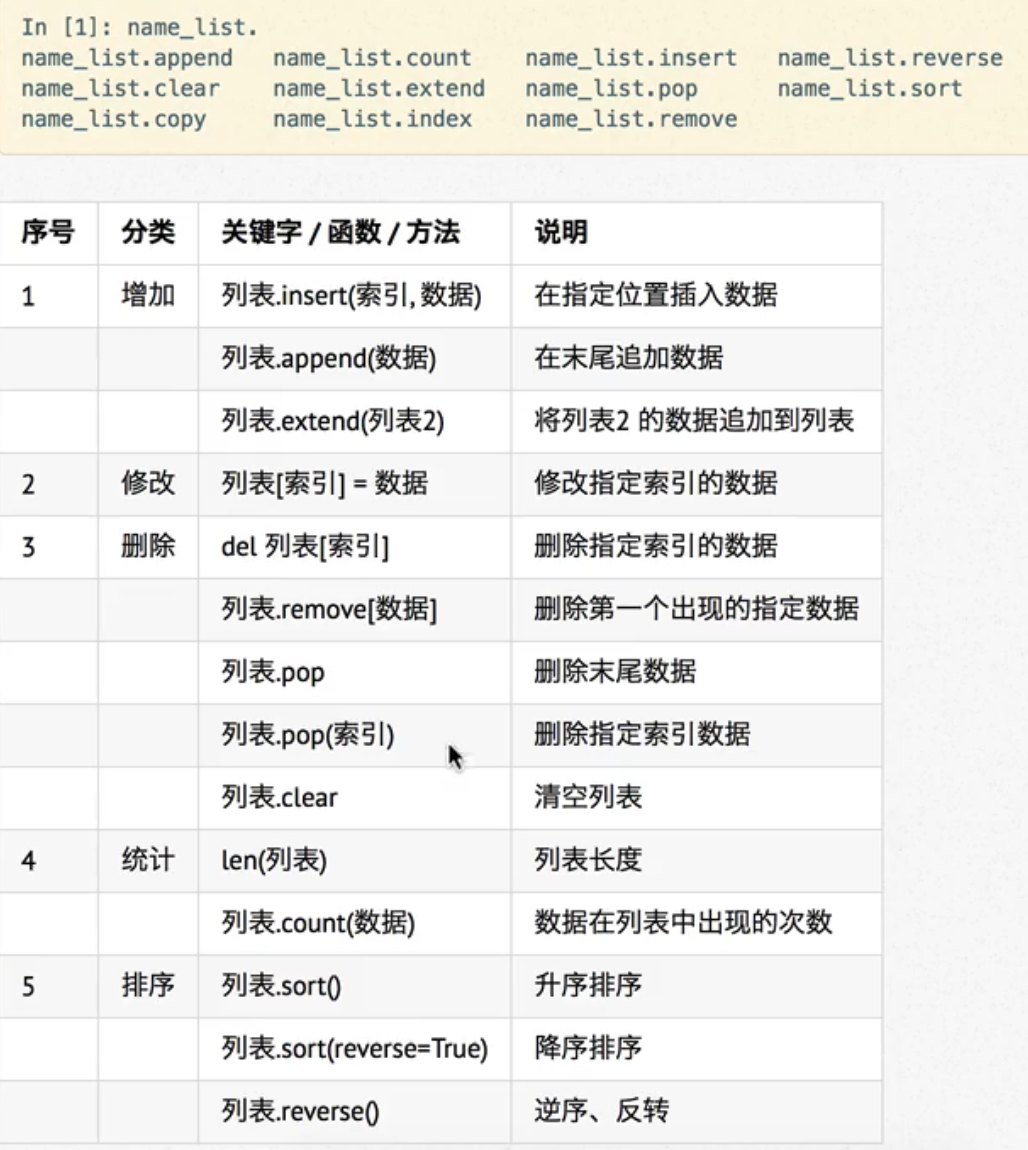 In [1]: name_list.
name_list.append name_list.count name_list.insert name_list.reverse
name_list.clear name_list.extend name_list.pop name_list.sort
name_list.copy name_list.index name_list.remove
序号 分类 关键字 / 函数 / 方法 说明
1 增加 列表.insert(索引, 数据) 在指定位置插入数据
列表.append(数据) 在末尾追加数据
列表.extend(列表2) 将列表2 的数据追加到列表
2 修改 列表[索引] = 数据 修改指定索引的数据
3 删除 del 列表[索引] 删除指定索引的数据
列表.remove[数据] 删除第一个出现的指定数据
列表.pop 删除末尾数据
列表.pop(索引) 删除指定索引数据
列表.clear 清空列表
4 统计 len(列表) 列表长度
列表.count(数据) 数据在列表中出现的次数
5 排序 列表.sort() 升序排序
列表.sort(reverse=True) 降序排序
列表.reverse() 逆序、反转